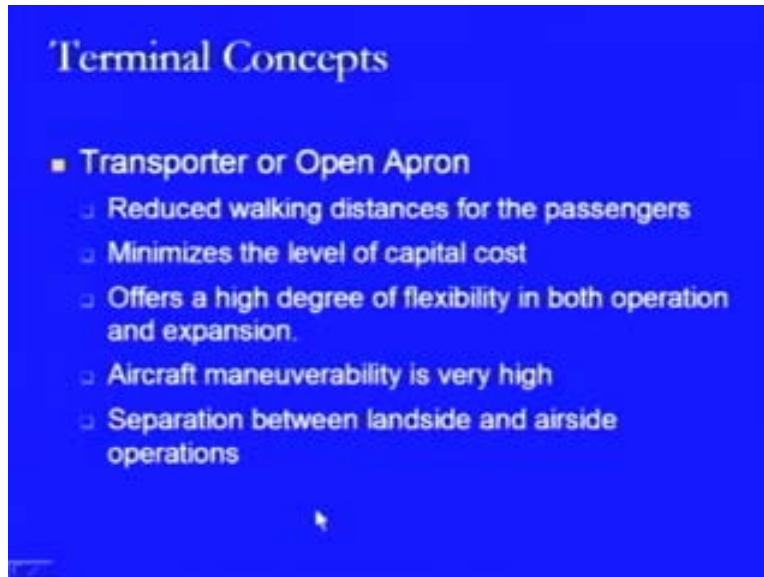 Terminal Concepts
Transporter or Open Apron
Reduced walking distances for the passengers
Minimizes the level of capital cost
Offers a high degree of flexibility in both operation
and expansion.
Aircraft maneuverability is very high
Separation between landside and airside
operations